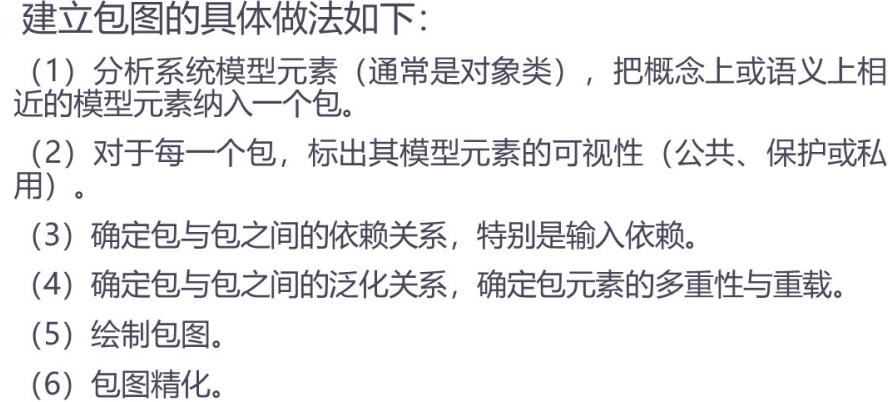 建立包图的具体做法如下：
（1）分析系统模型元素（通常是对象类），把概念上或语义上相
近的模型元素纳入一个包。
（2）对于每一个包，标出其模型元素的可视性（公共、保护或私
用）。
（3）确定包与包之间的依赖关系，特别是输入依赖。
（4）确定包与包之间的泛化关系，确定包元素的多重性与重载。
（5）绘制包图。
（6）包图精化。